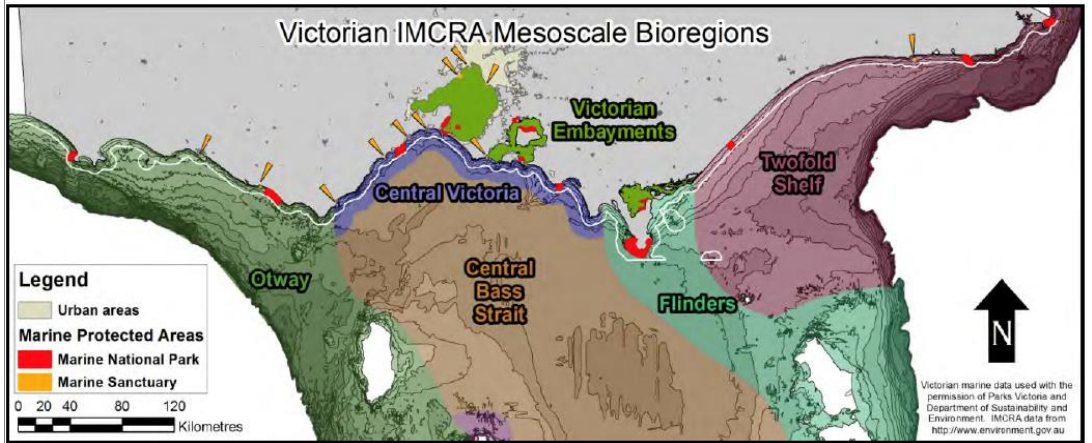 Victorian IMCRA Mesoscale Bioregions
Victorian
Embayments
Twofold
Shelf
Central Victoria
Otway
Central
Bass
Strait
Flinders
Legend
Urban areas
Marine Protected Areas
Marine National Park
Marine Sanctuary
0 20 40 60 80 120
Kilometres
N
Victorian marine data used with the
permission of Parks Victoria and
Department of Sustainability and
Environment. IMCRA data from
http://www.environment.gov.au